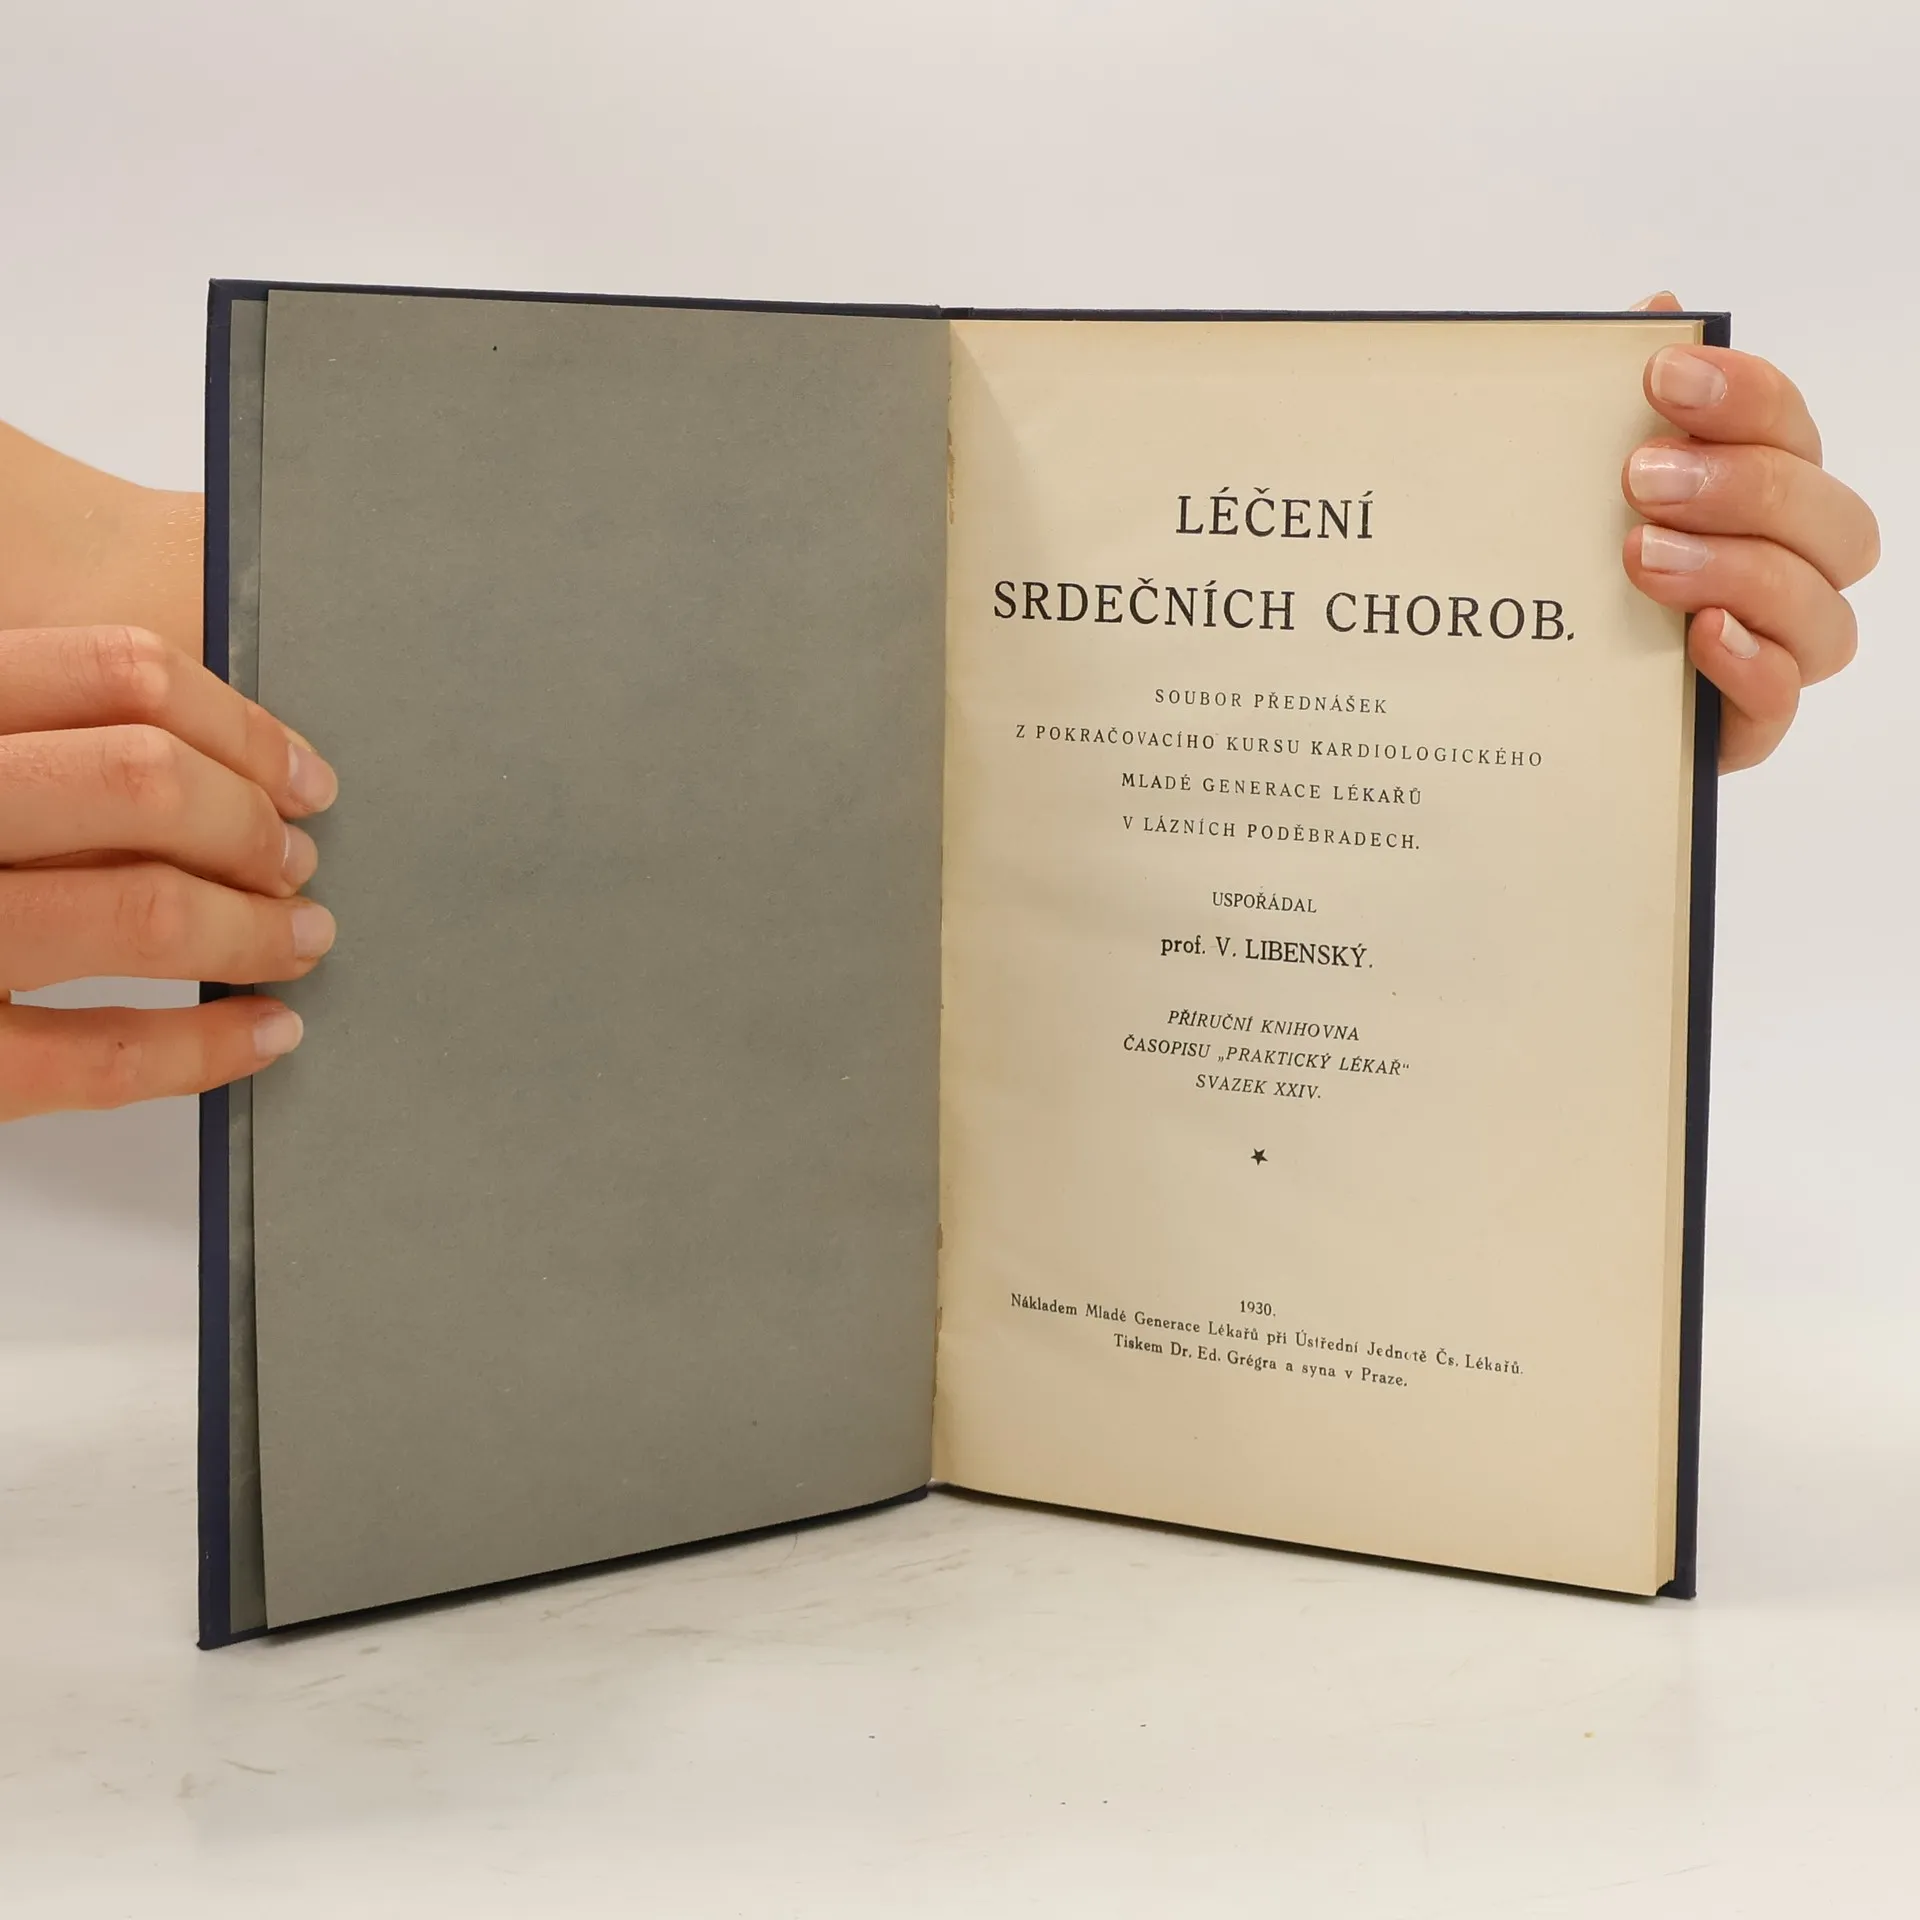 LÉČENÍ
SRDEČNÍCH CHOROB.
SOUBOR PŘEDNÁŠEK
Z POKRAČOVACÍHO KURSU KARDIOLOGICKÉHO
MLADÉ GENERACE LÉKAŘŮ
V LÁZNÍCH PODĚBRADECH.
USPOŘÁDAL
prof. V. LIBENSKÝ.
PŘÍRUČNÍ KNIHOVNA
ČASOPISU „PRAKTICKÝ LÉKAŘ“
SVAZEK XXIV.
1930.
Nákladem Mladé Generace Lékařů při Ústřední Jednotě Čs. Lékařů.
Tiskem Dr. Ed. Grégra a syna v Praze.